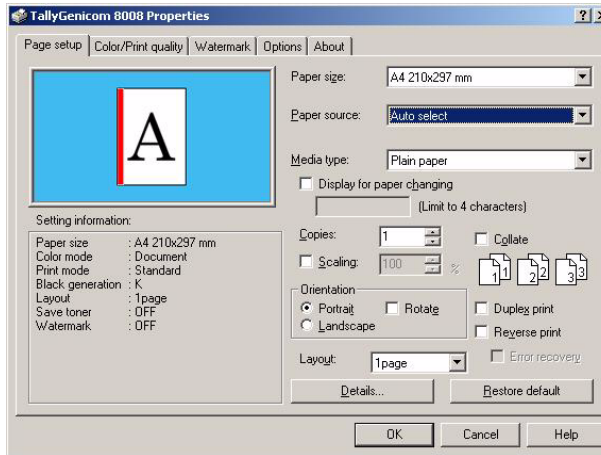 TallyGenicom 8008 Properties
Page setup Color/Print quality Watermark Options About
A
Setting information:
Paper size : A4 210x297 mm
Color mode : Document
Print mode : Standard
Black generation : K
Layout : 1page
Save toner : OFF
Watermark : OFF
Paper size: A4 210x297 mm
Paper source: Auto select
Media type: Plain paper
Display for paper changing
(Limit to 4 characters)
Copies: 1
Collate
Scaling: 100 %
1 1 2 2 3 3
Orientation
Portrait Rotate
Landscape
Duplex print
Reverse print
Error recovery
Layout: 1page
Details... Restore default
OK Cancel Help